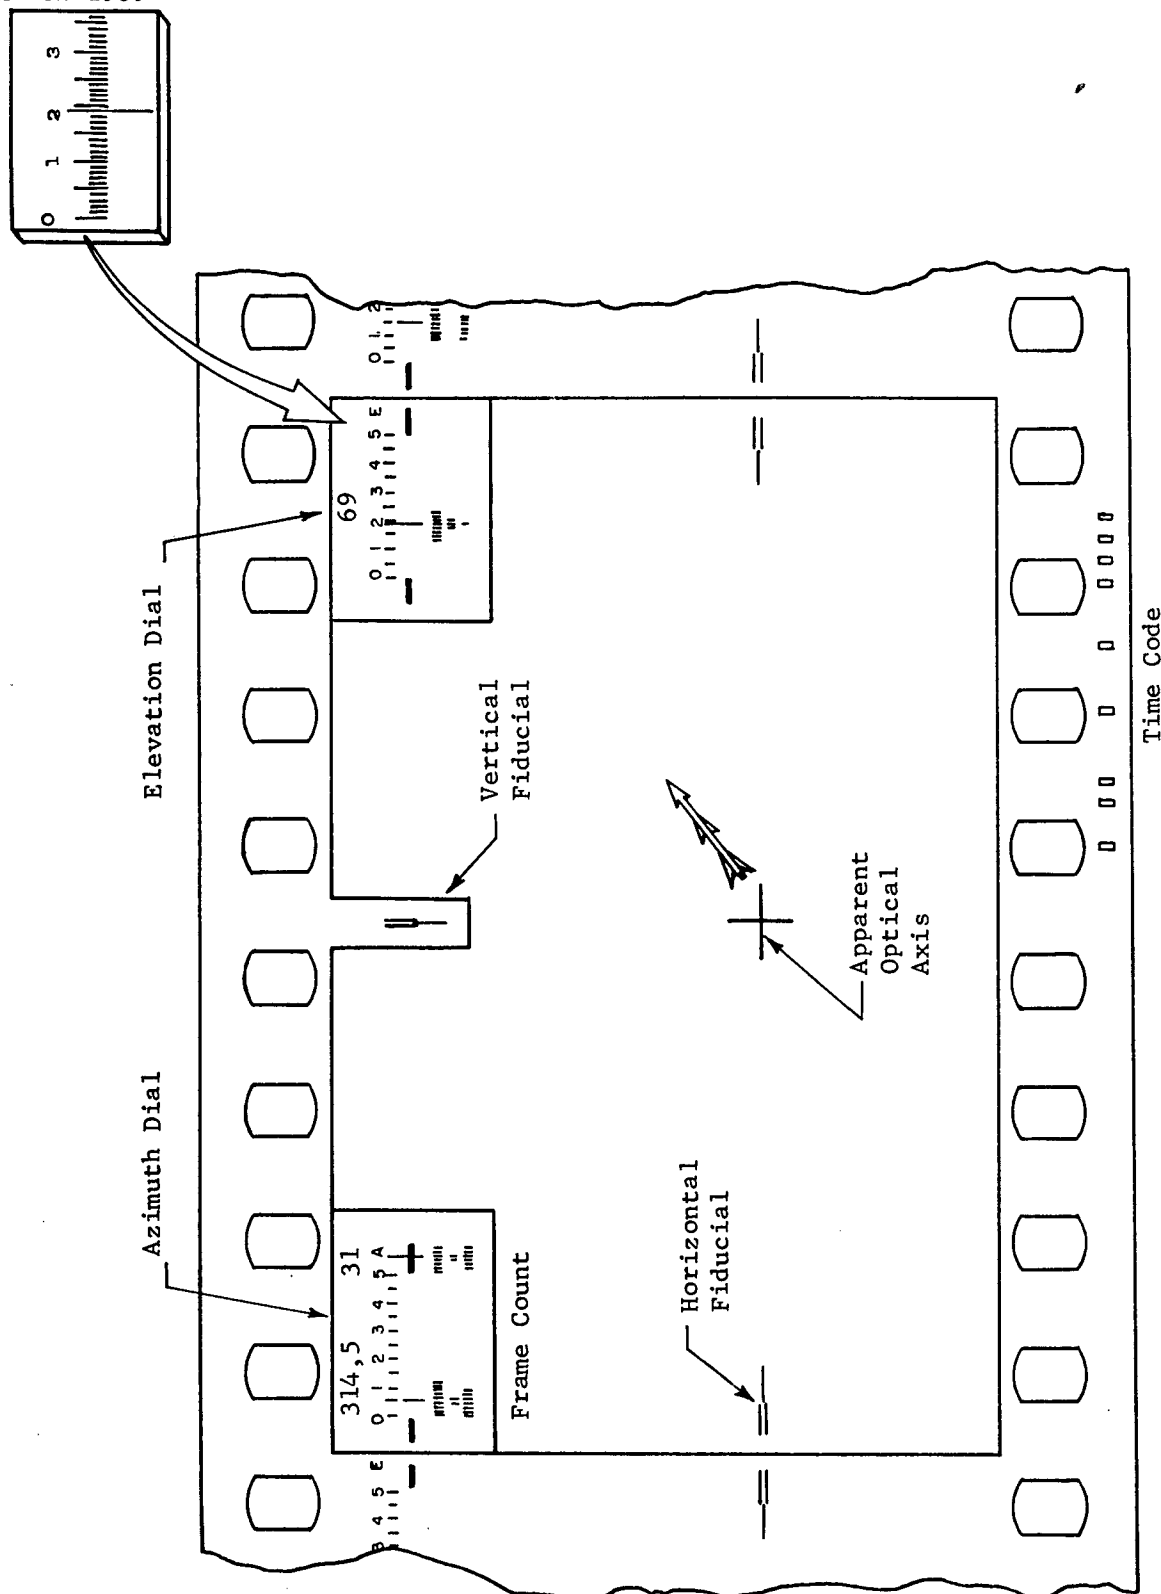 0 1 2 3
Azimuth Dial
Elevation Dial
314,5 31
0 1 2 3 4 5 A
69
0 1 2 3 4 5 E
3 4 5 E
0 1 2
Vertical
Fiducial
Frame Count
Horizontal
Fiducial
Apparent
Optical
Axis
Time Code